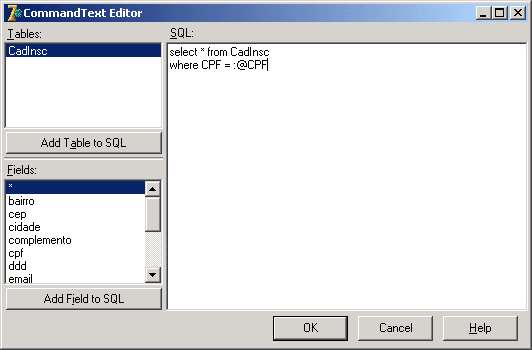 CommandText Editor
Tables:
CadInsc
Add Table to SQL
Fields:
*
bairro
cep
cidade
complemento
cpf
ddd
email
Add Field to SQL
SQL:
select * from CadInsc
where CPF = :@CPF
OK
Cancel
Help